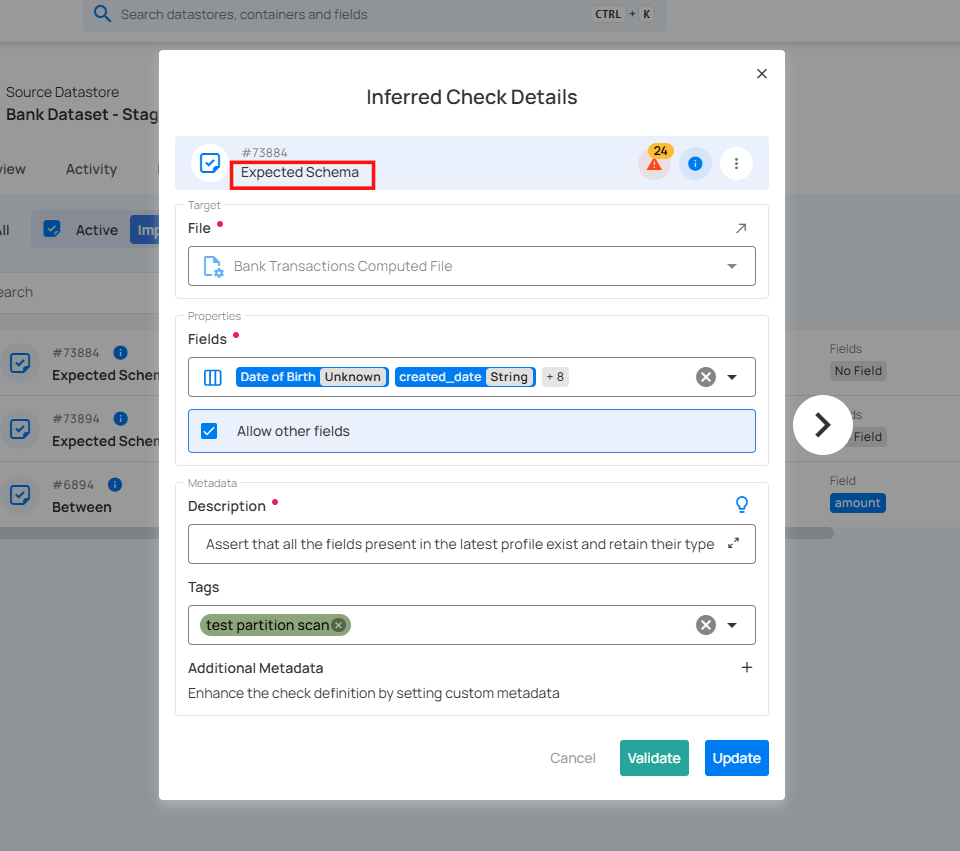 Search datastores, containers and fields CTRL + K
Source Datastore
Bank Dataset - Stag
view Activity
All Active Imp
earch
#73884
Expected Schem
#73894
Expected Schem
#6894
Between
Inferred Check Details
#73884
Expected Schema
24
Target
File
Bank Transactions Computed File
Properties
Fields
Date of Birth Unknown created_date String + 8
Allow other fields
Metadata
Description
Assert that all the fields present in the latest profile exist and retain their type
Tags
test partition scan
Additional Metadata
Enhance the check definition by setting custom metadata
Cancel Validate Update
Fields
No Field
ds
Field
Field
amount